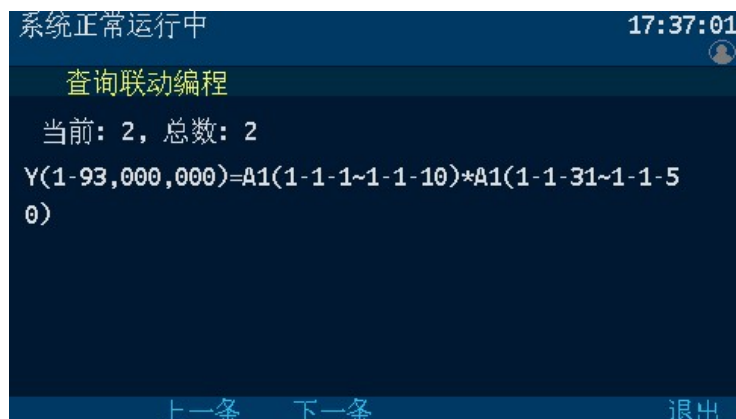 系统正常运行中 17:37:01
查询联动编程
当前: 2, 总数: 2
Y(1-93,000,000)=A1(1-1-1~1-1-10)*A1(1-1-31~1-1-5
0)
上一条 下一条 退出